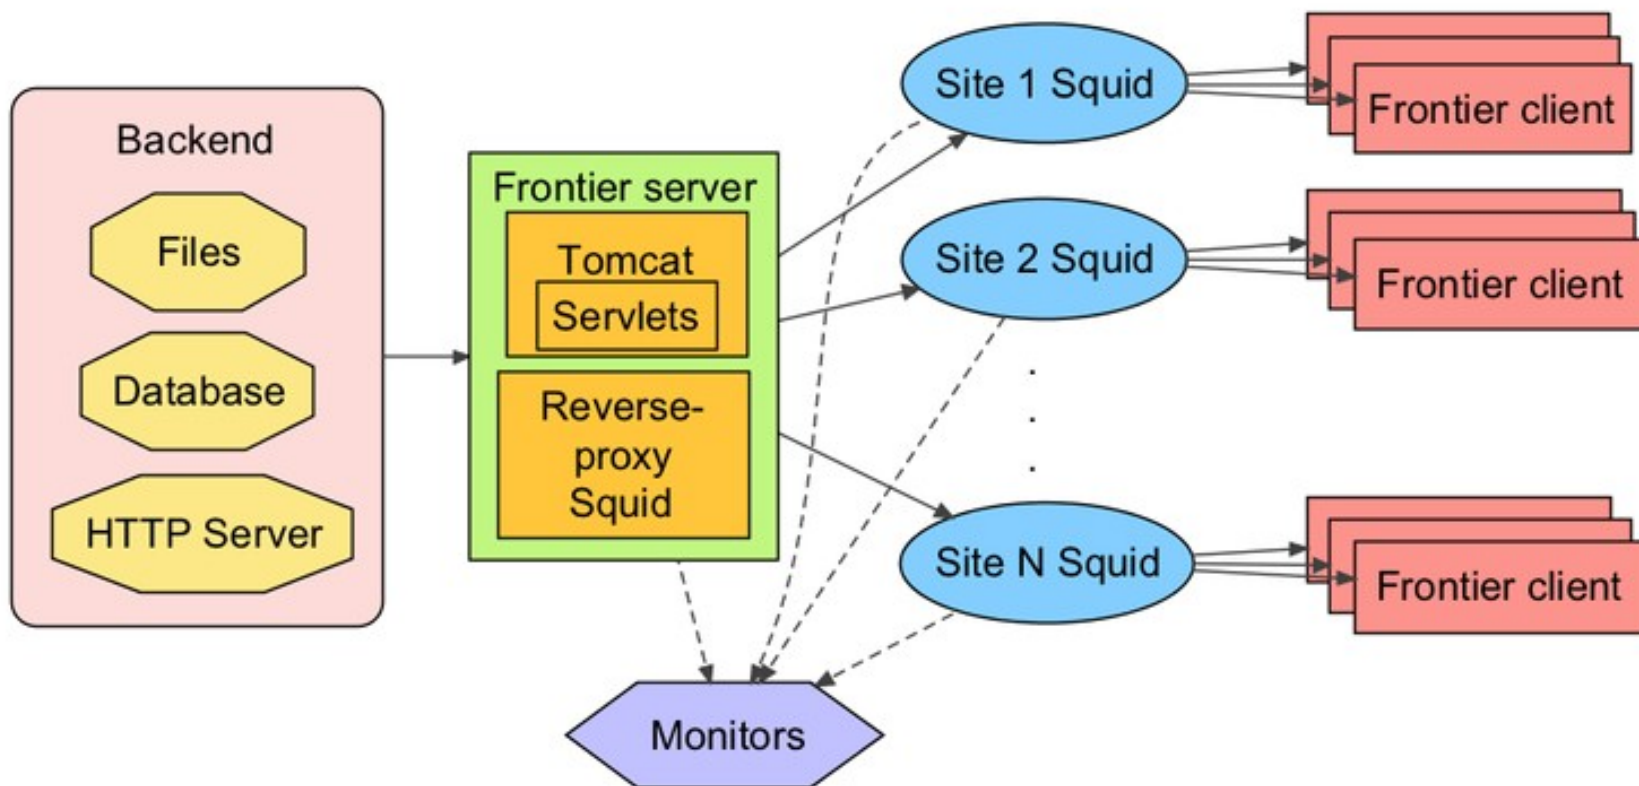 Backend
Files
Database
HTTP Server
Frontier server
Tomcat
Servlets
Reverse-
proxy
Squid
Site 1 Squid
Frontier client
Site 2 Squid
Frontier client
.
.
.
Site N Squid
Frontier client
Monitors